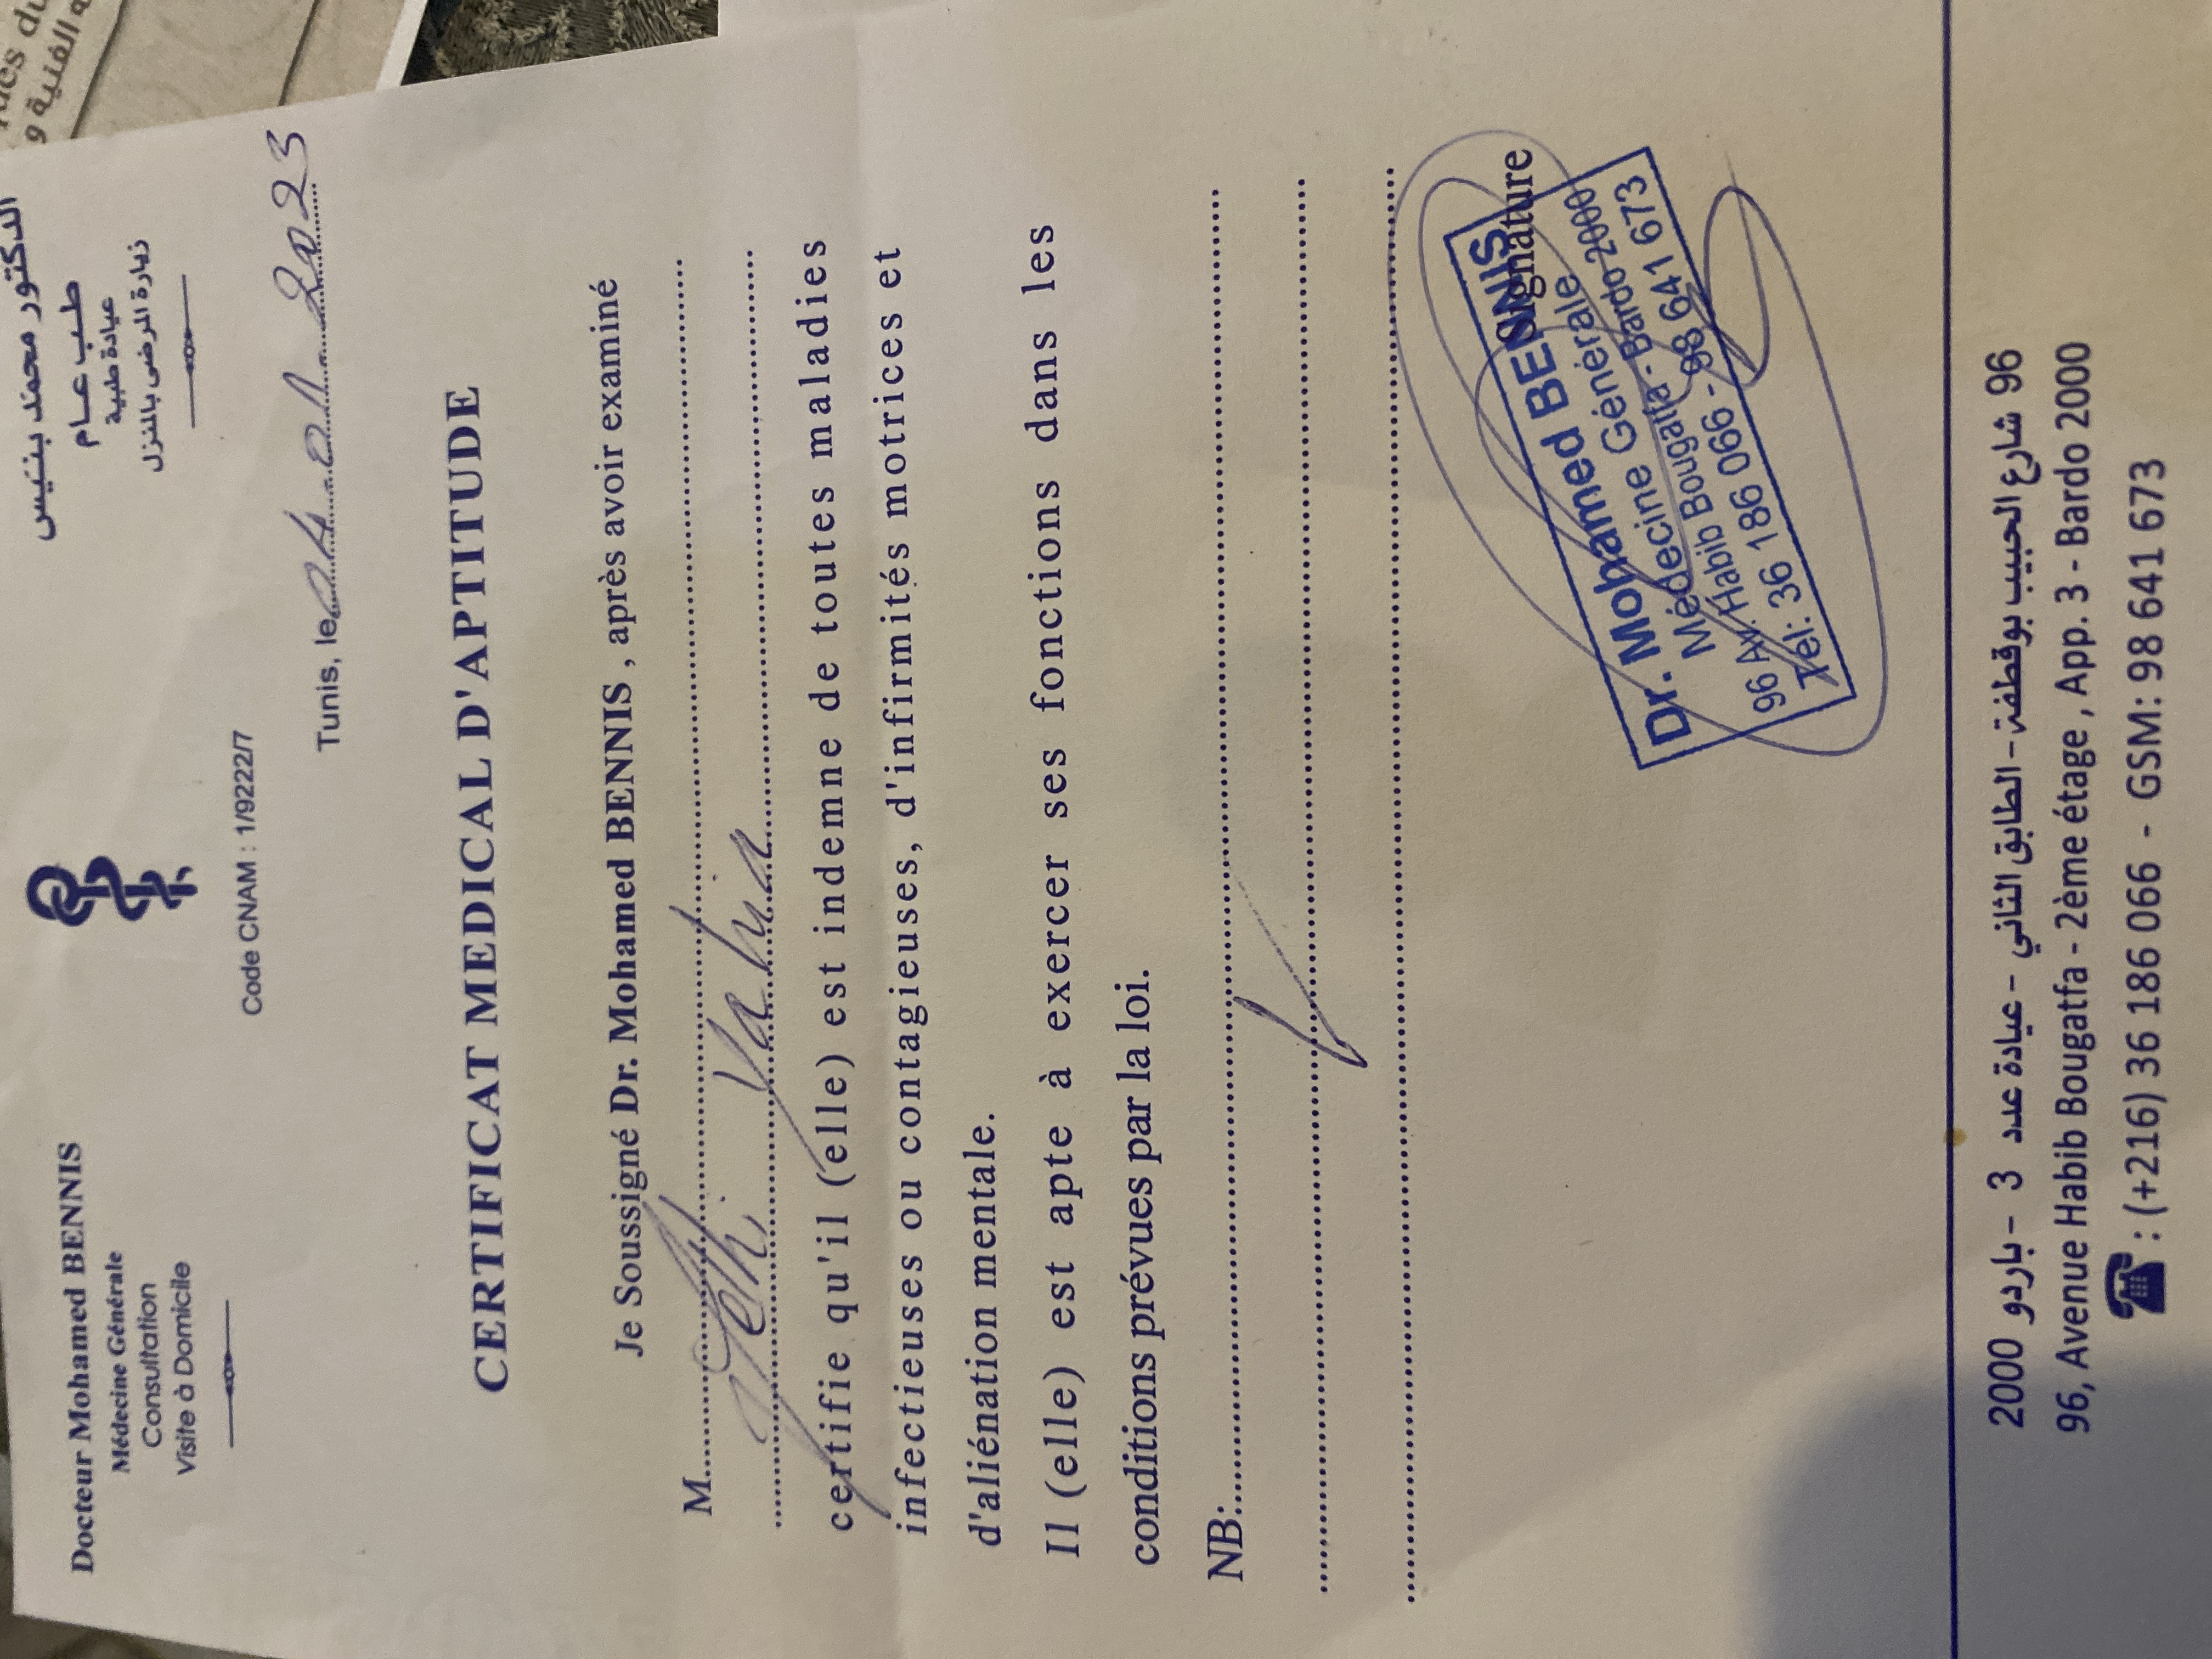 Docteur Mohamed BENNIS
Médecine Générale
Consultation
Visite à Domicile
الدكتور محمد بنيس
طب عام
عيادة طبية
زيارة المرضى بالمنزل
Code CNAM : 1/9222/7
Tunis, le 04 01 2023
CERTIFICAT MEDICAL D'APTITUDE
Je Soussigné Dr. Mohamed BENNIS , après avoir examiné
M.
certifie qu'il (elle) est indemne de toutes maladies
infectieuses ou contagieuses, d'infirmités motrices et
d'aliénation mentale.
Il (elle) est apte à exercer ses fonctions dans les
conditions prévues par la loi.
NB:
Signature
Dr. Mohamed BENNIS
Médecine Générale
96 Av. Habib Bougatfa - Bardo 2000
Tel: 36 186 066 - 98 641 673
96 شارع الحبيب بوقطفة - الطابق الثاني - عيادة عدد 3 - باردو 2000
96, Avenue Habib Bougatfa - 2ème étage , App. 3 - Bardo 2000
: (+216) 36 186 066 - GSM: 98 641 673